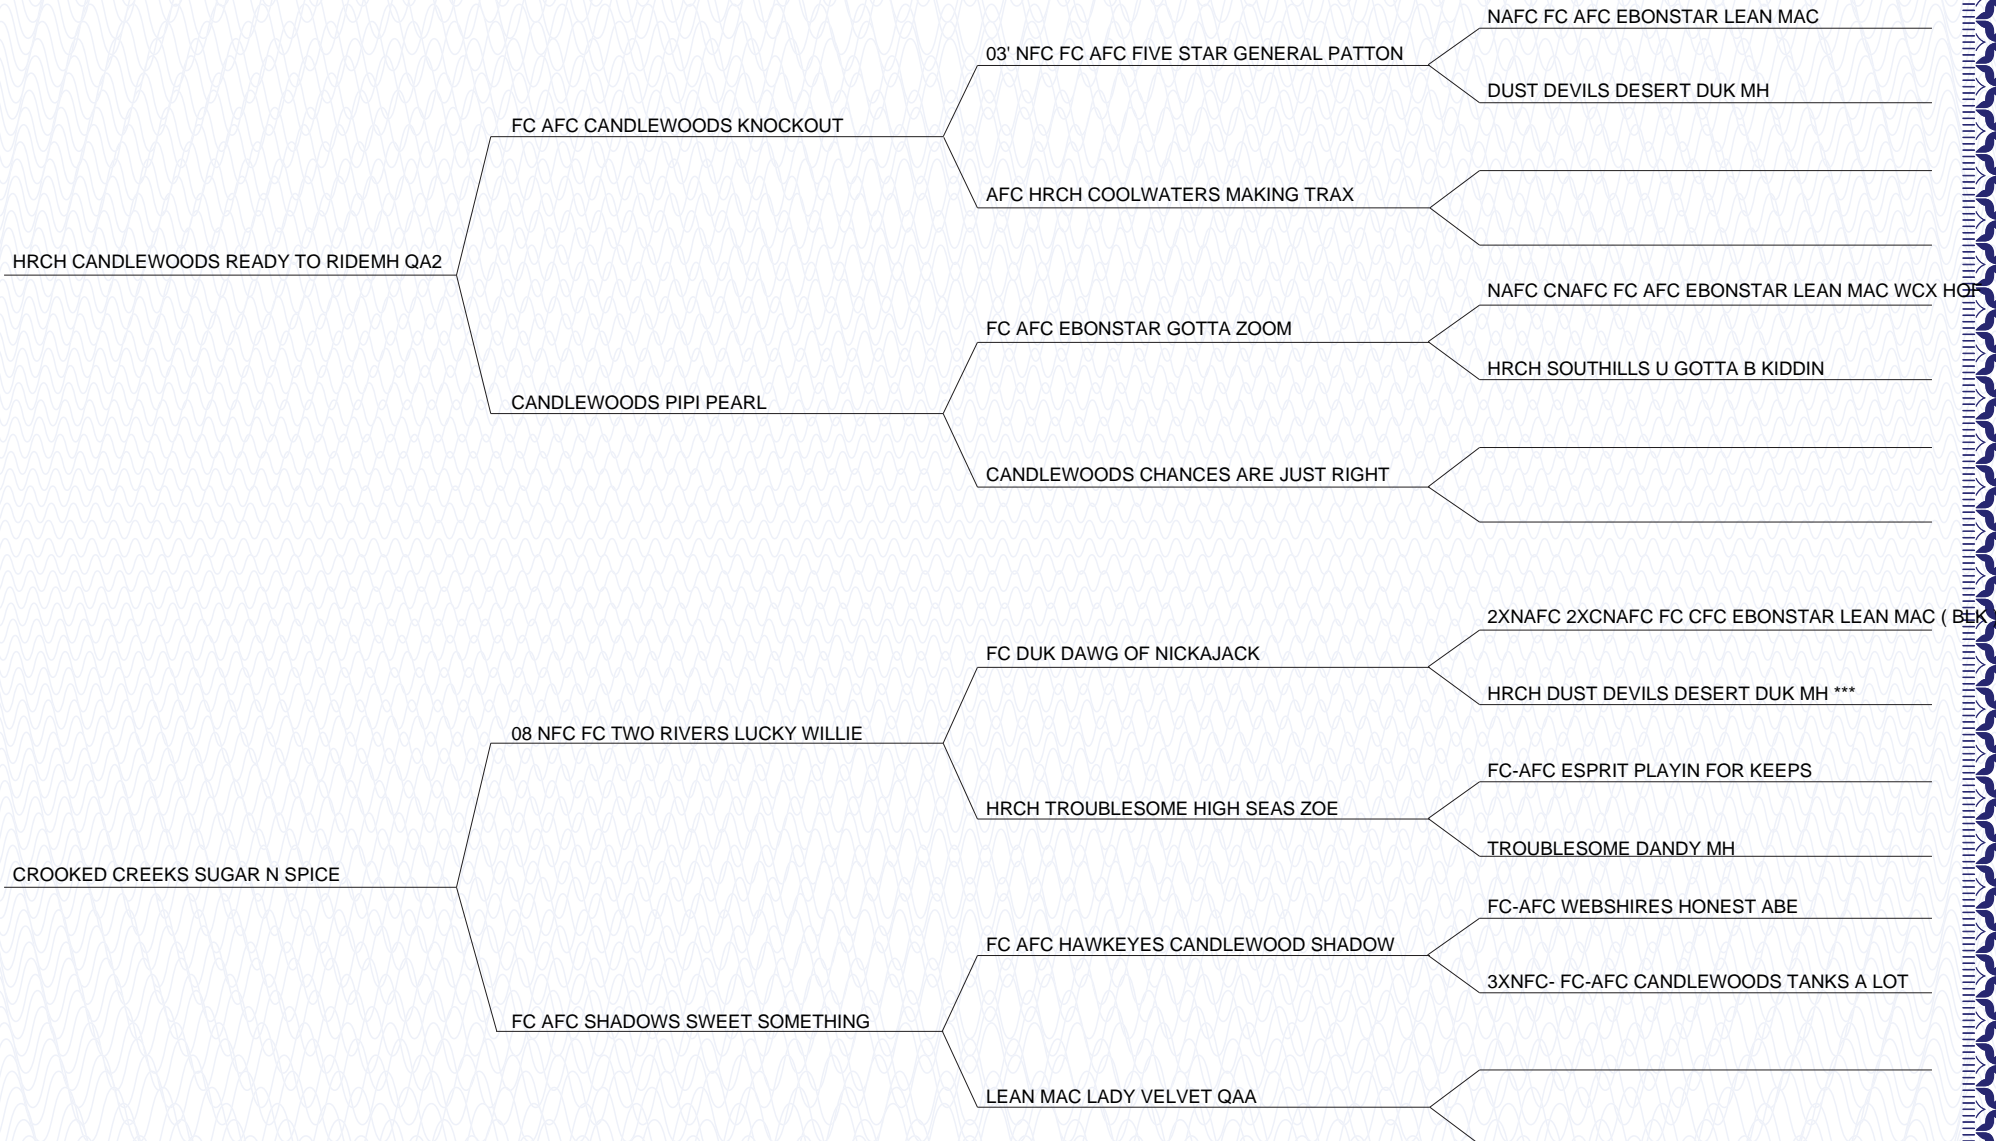 NAFC FC AFC EBONSTAR LEAN MAC
03' NFC FC AFC FIVE STAR GENERAL PATTON
DUST DEVILS DESERT DUK MH
FC AFC CANDLEWOODS KNOCKOUT
AFC HRCH COOLWATERS MAKING TRAX
HRCH CANDLEWOODS READY TO RIDEMH QA2
NAFC CNAFC FC AFC EBONSTAR LEAN MAC WCX HOF
FC AFC EBONSTAR GOTTA ZOOM
HRCH SOUTHILLS U GOTTA B KIDDIN
CANDLEWOODS PIPI PEARL
CANDLEWOODS CHANCES ARE JUST RIGHT
2XNAFC 2XCNAFC FC CFC EBONSTAR LEAN MAC ( BLK
FC DUK DAWG OF NICKAJACK
HRCH DUST DEVILS DESERT DUK MH ***
08 NFC FC TWO RIVERS LUCKY WILLIE
FC-AFC ESPRIT PLAYIN FOR KEEPS
HRCH TROUBLESOME HIGH SEAS ZOE
TROUBLESOME DANDY MH
CROOKED CREEKS SUGAR N SPICE
FC-AFC WEBSHIRES HONEST ABE
FC AFC HAWKEYES CANDLEWOOD SHADOW
3XNFC- FC-AFC CANDLEWOODS TANKS A LOT
FC AFC SHADOWS SWEET SOMETHING
LEAN MAC LADY VELVET QAA